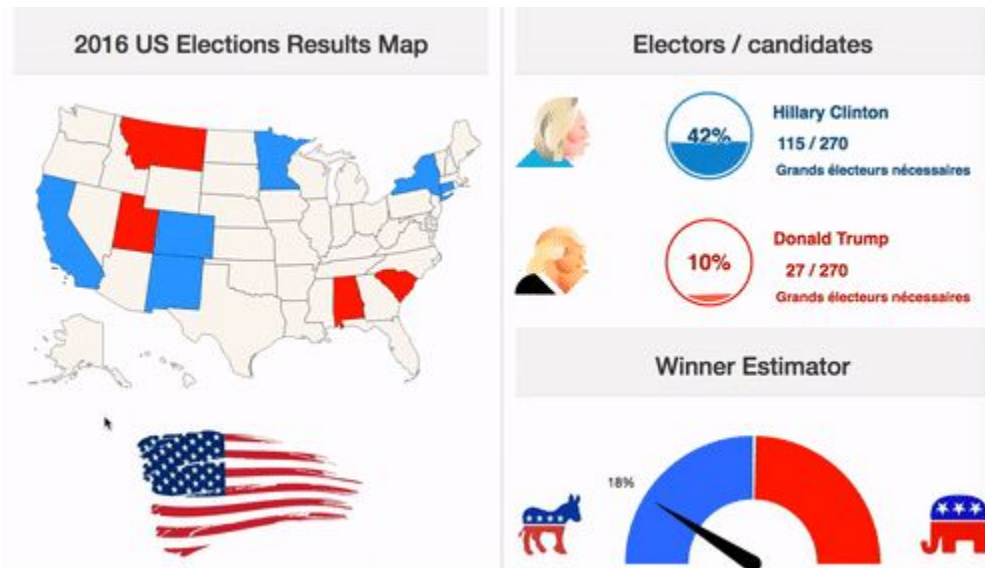 2016 US Elections Results Map
Electors / candidates
42%
Hillary Clinton
115 / 270
Grands électeurs nécessaires
10%
Donald Trump
27 / 270
Grands électeurs nécessaires
Winner Estimator
18%